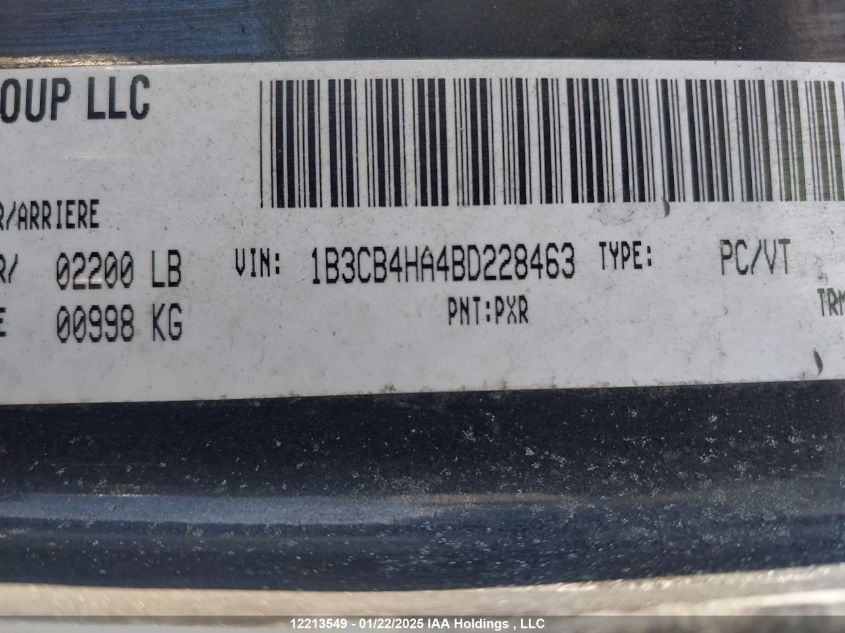 OUP LLC
R/ARRIERE
R/ 02200 LB VIN: 1B3CB4HA4BD228463 TYPE: PC/VT
E 00998 KG PNT:PXR TRM
12213549 - 01/22/2025 IAA Holdings , LLC